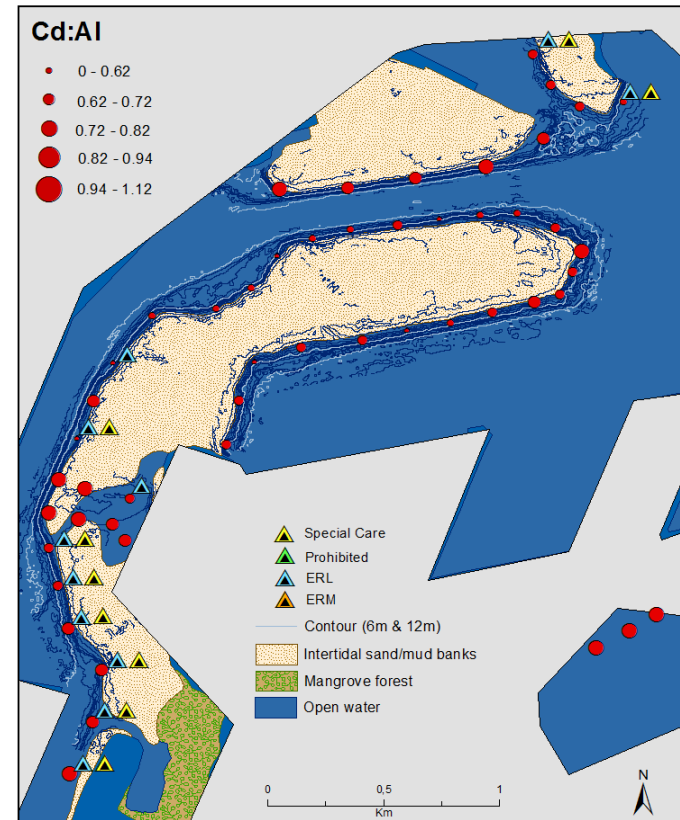 Cd:Al
0 - 0.62
0.62 - 0.72
0.72 - 0.82
0.82 - 0.94
0.94 - 1.12
Special Care
Prohibited
ERL
ERM
Contour (6m & 12m)
Intertidal sand/mud banks
Mangrove forest
Open water
N
0 0,5 1
Km